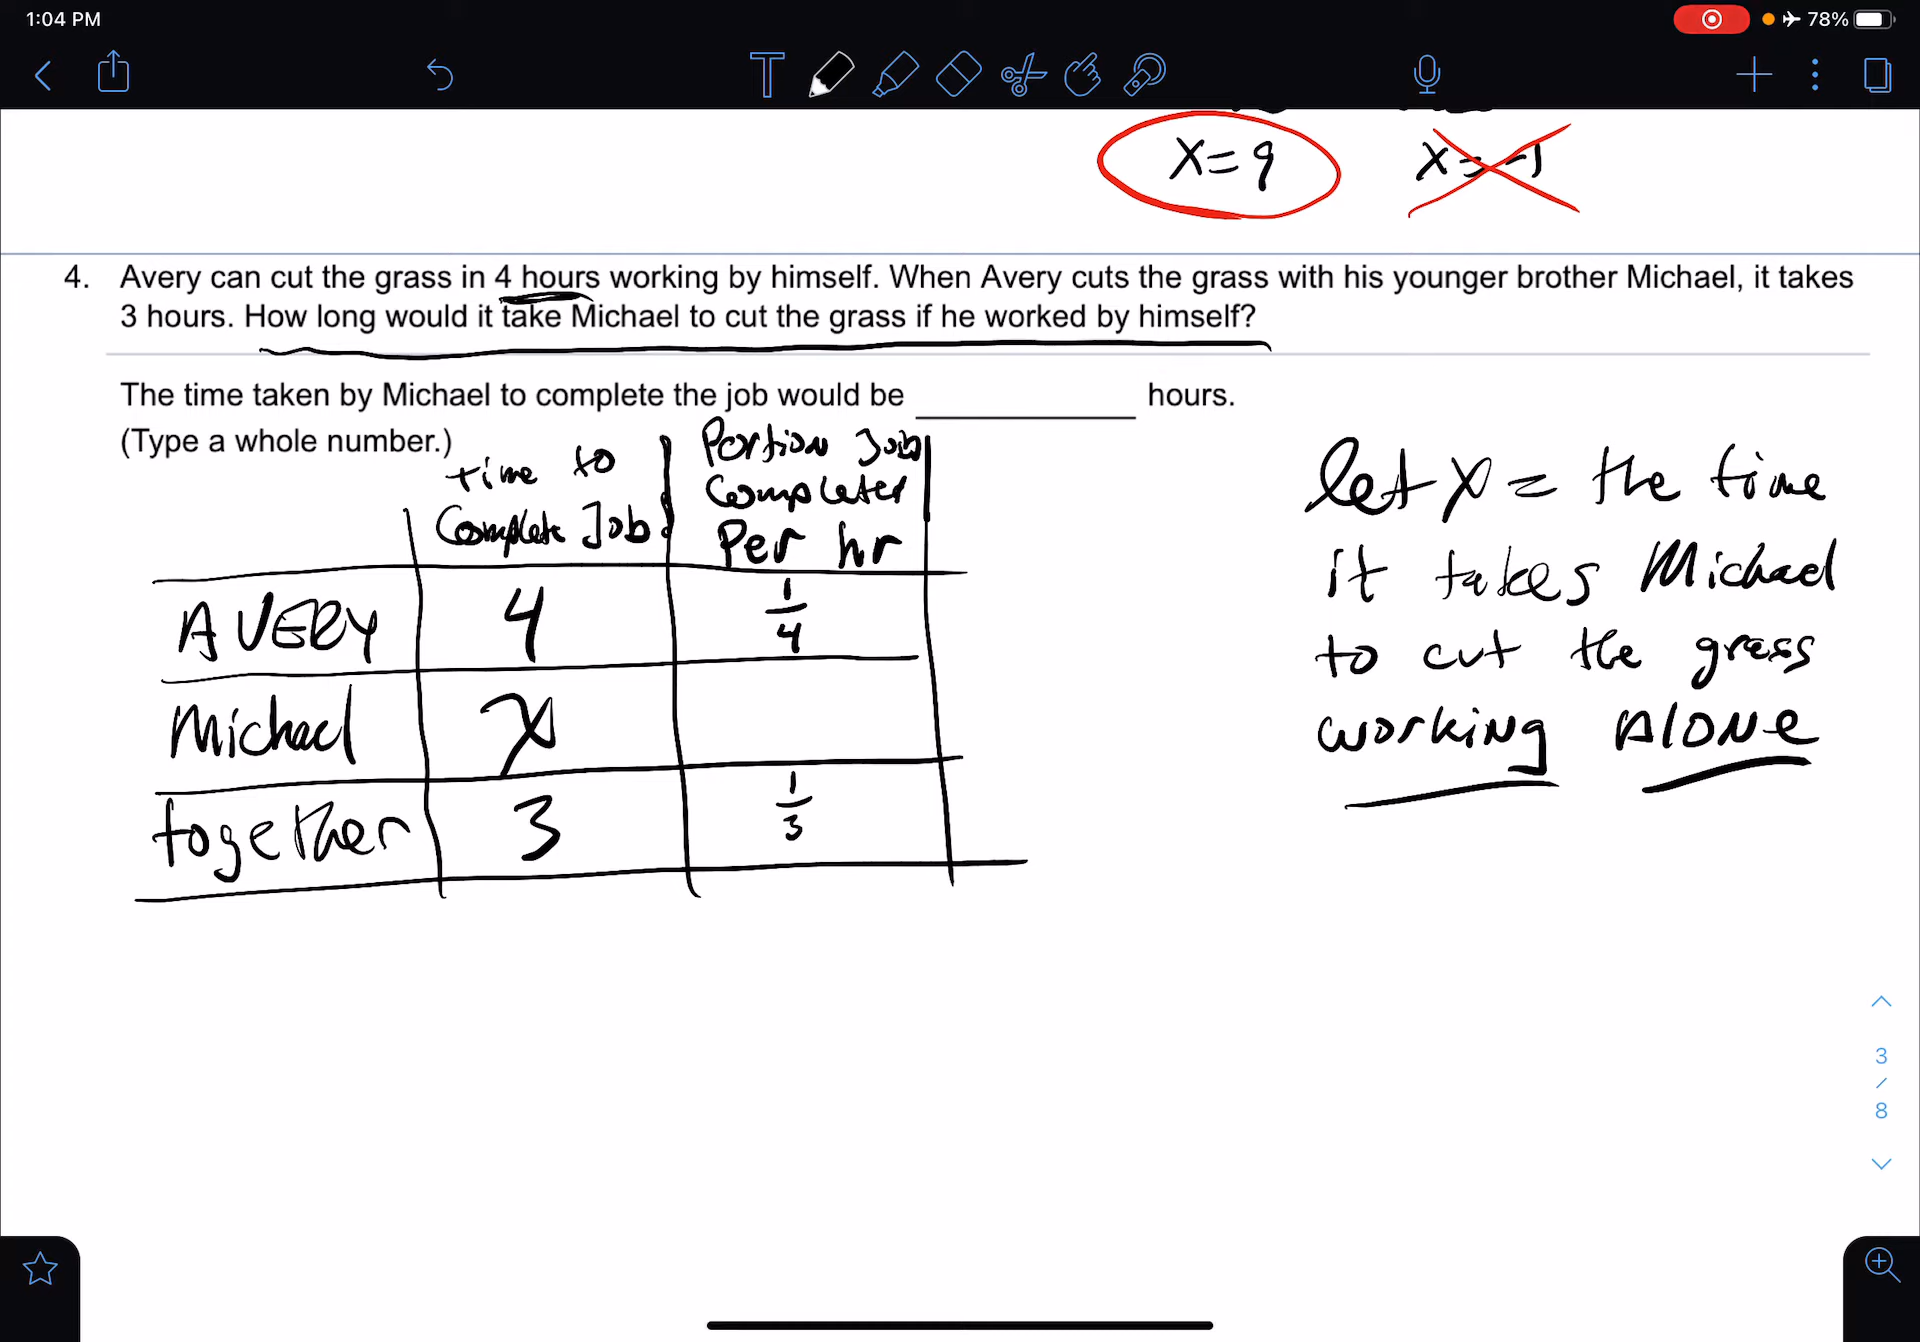 1:04 PM
78%
x=9 x=-1
4. Avery can cut the grass in 4 hours working by himself. When Avery cuts the grass with his younger brother Michael, it takes
3 hours. How long would it take Michael to cut the grass if he worked by himself?
The time taken by Michael to complete the job would be ____________ hours.
(Type a whole number.)
time to
Complete Job
Portion Job
Completed
Per hr
AVERY 4 1/4
Michael x
together 3 1/3
let x = the time
it takes Michael
to cut the grass
working ALONE
3
/
8